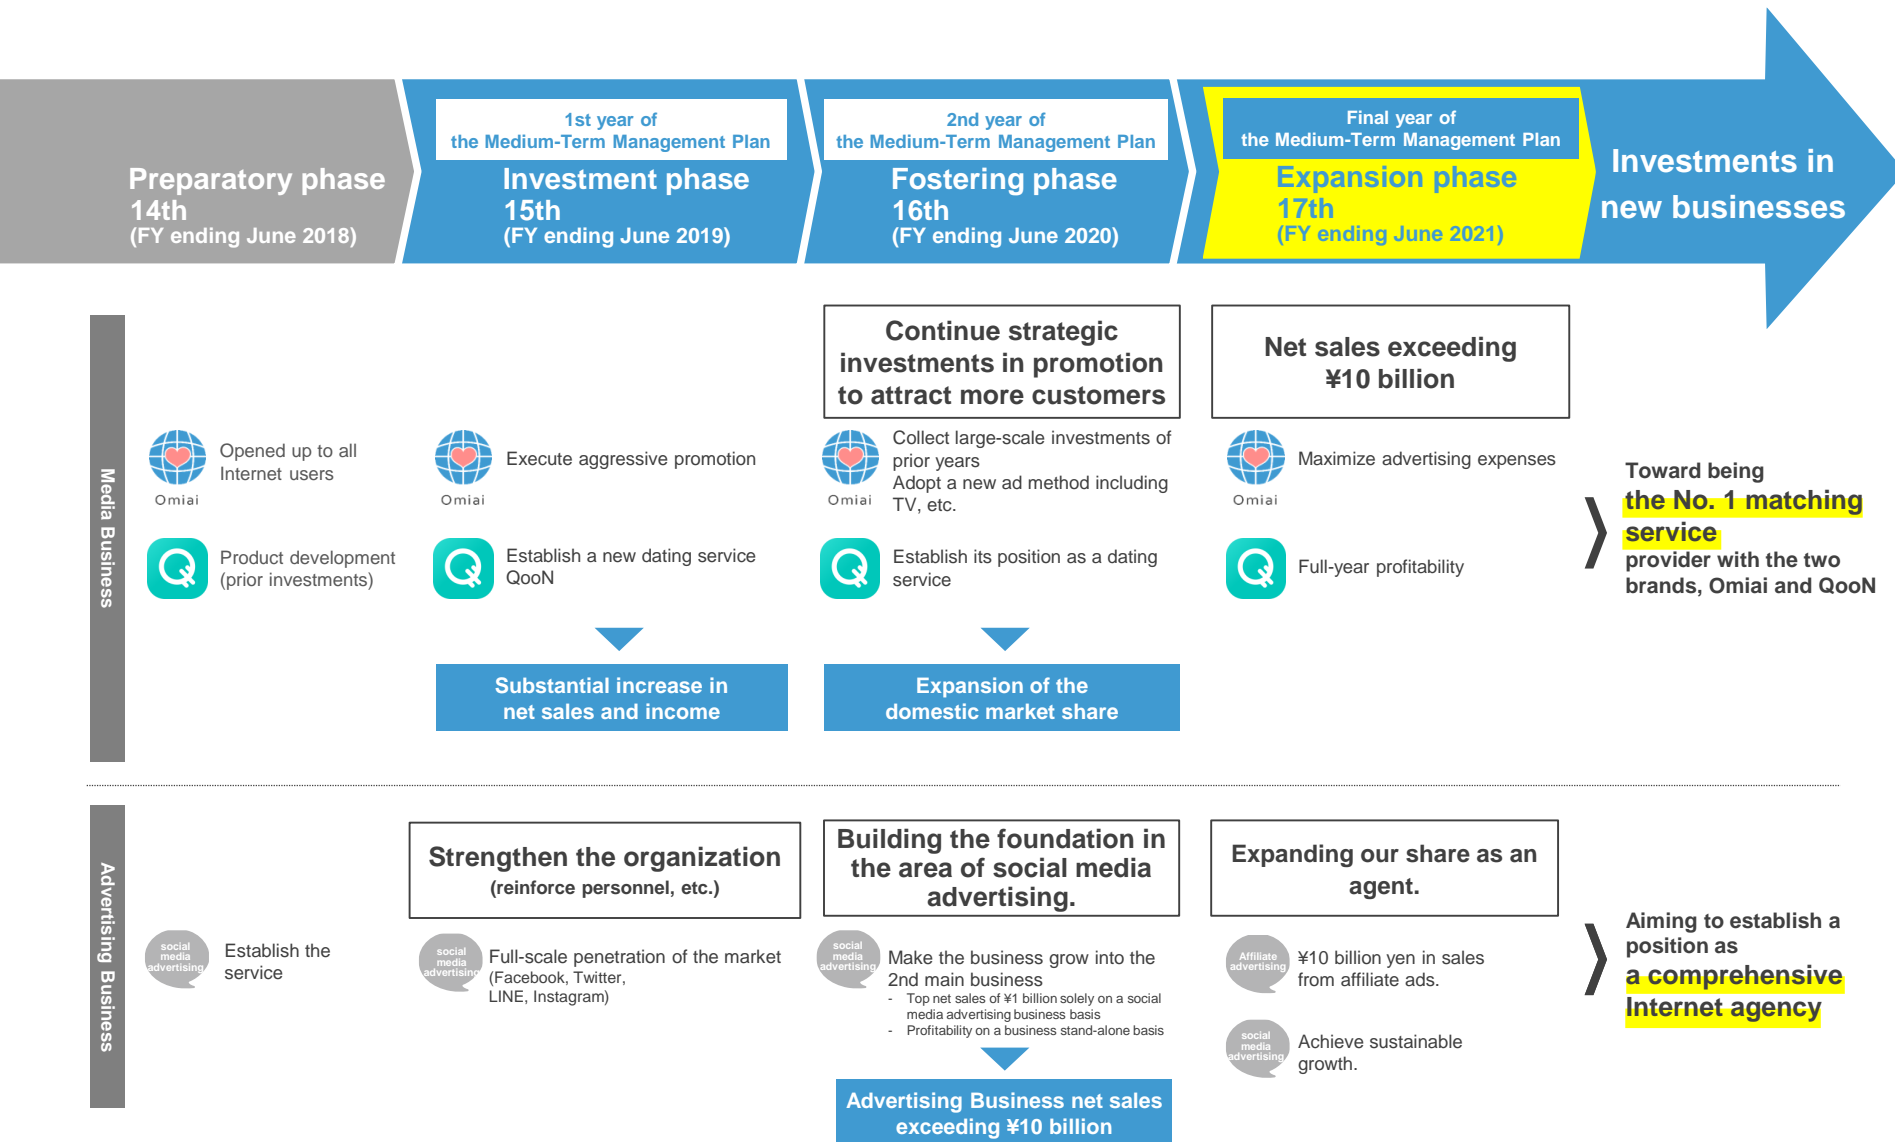 Preparatory phase
14th
(FY ending June 2018)
1st year of
the Medium-Term Management Plan
Investment phase
15th
(FY ending June 2019)
2nd year of
the Medium-Term Management Plan
Fostering phase
16th
(FY ending June 2020)
Final year of
the Medium-Term Management Plan
Expansion phase
17th
(FY ending June 2021)
Investments in
new businesses
Media Business
Opened up to all
Internet users
Omiai
Product development
(prior investments)
Execute aggressive promotion
Omiai
Establish a new dating service
QooN
Substantial increase in
net sales and income
Continue strategic
investments in promotion
to attract more customers
Collect large-scale investments of
prior years
Adopt a new ad method including
TV, etc.
Omiai
Establish its position as a dating
service
Expansion of the
domestic market share
Net sales exceeding
¥10 billion
Maximize advertising expenses
Omiai
Full-year profitability
Toward being
the No. 1 matching
service
provider with the two
brands, Omiai and QooN
Advertising Business
social
media
advertising
Establish the
service
Strengthen the organization
(reinforce personnel, etc.)
social
media
advertising
Full-scale penetration of the market
(Facebook, Twitter,
LINE, Instagram)
Building the foundation in
the area of social media
advertising.
social
media
advertising
Make the business grow into the
2nd main business
- Top net sales of ¥1 billion solely on a social
media advertising business basis
- Profitability on a business stand-alone basis
Advertising Business net sales
exceeding ¥10 billion
Expanding our share as an
agent.
Affiliate
advertising
¥10 billion yen in sales
from affiliate ads.
social
media
advertising
Achieve sustainable
growth.
Aiming to establish a
position as
a comprehensive
Internet agency